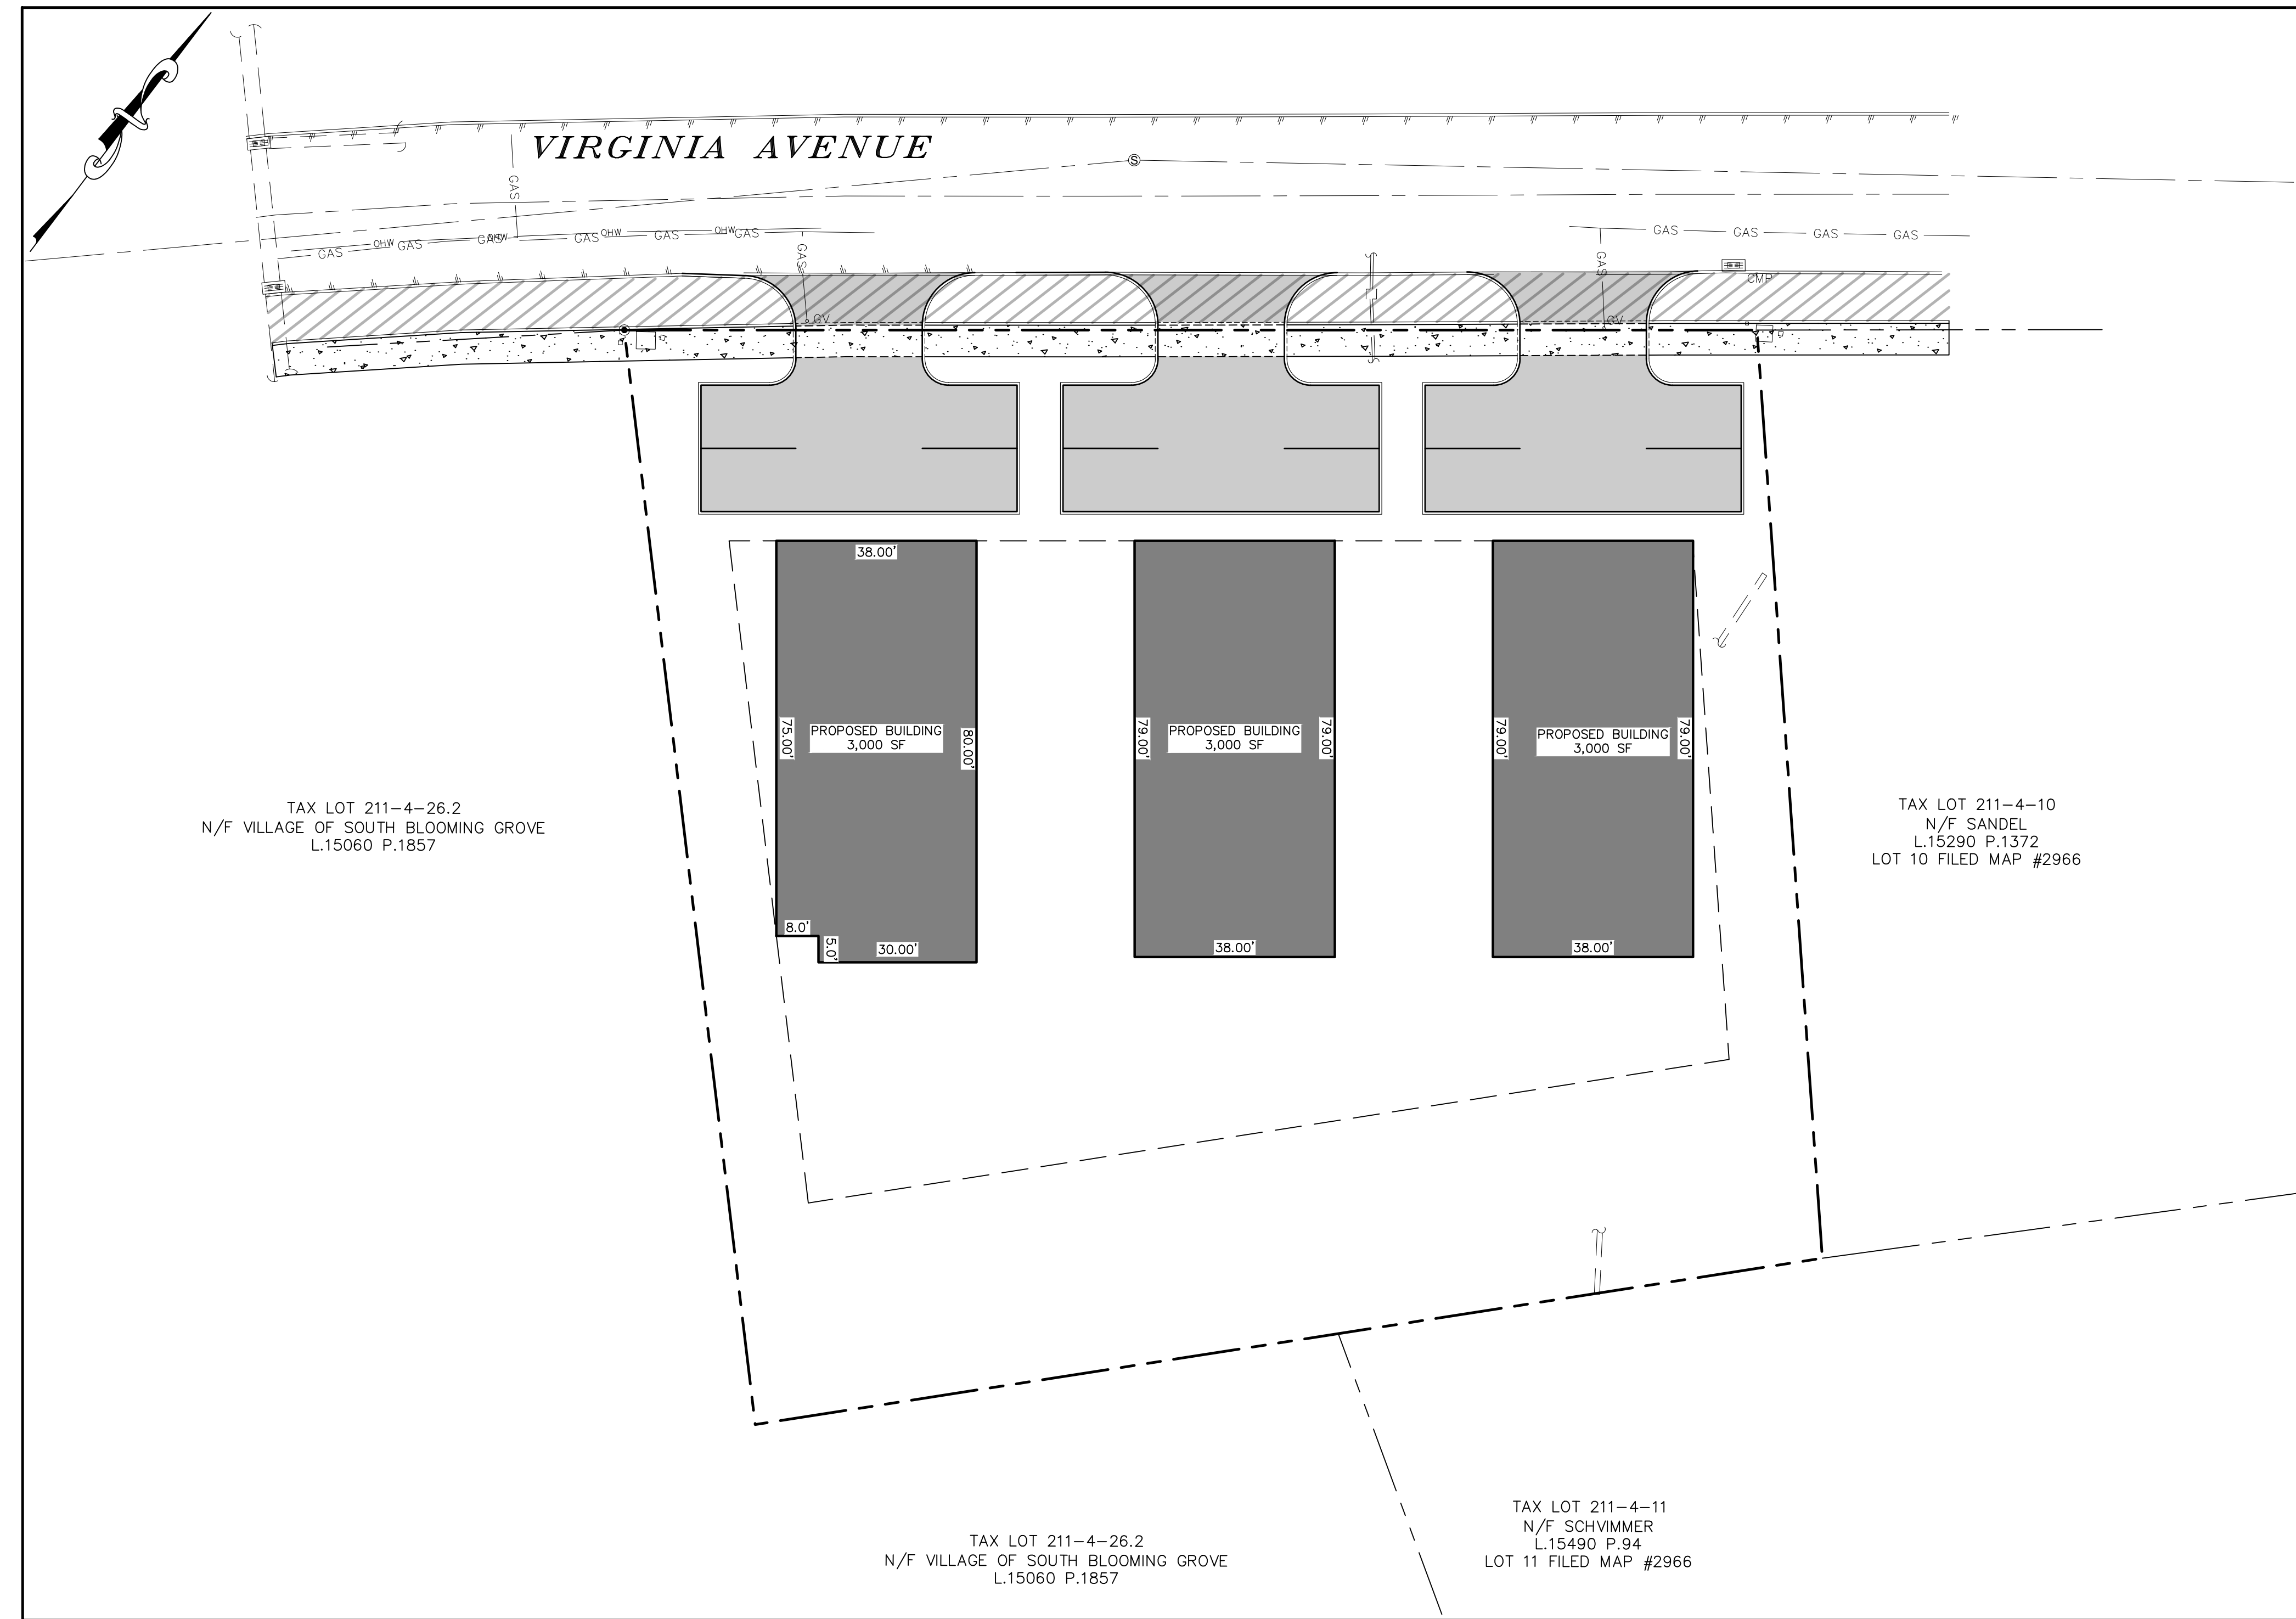 VIRGINIA AVENUE
S
GAS
GAS
OHW
GAS
GAS
OHW
GAS
OHW
GAS
OHW
GAS
GAS
GAS
GAS
GAS
GAS
GAS
GAS
CMP
GV
GV
38.00'
75.00'
PROPOSED BUILDING
3,000 SF
80.00'
8.0'
5.0'
30.00'
79.00'
PROPOSED BUILDING
3,000 SF
79.00'
38.00'
79.00'
PROPOSED BUILDING
3,000 SF
79.00'
38.00'
TAX LOT 211-4-26.2
N/F VILLAGE OF SOUTH BLOOMING GROVE
L.15060 P.1857
TAX LOT 211-4-10
N/F SANDEL
L.15290 P.1372
LOT 10 FILED MAP #2966
TAX LOT 211-4-26.2
N/F VILLAGE OF SOUTH BLOOMING GROVE
L.15060 P.1857
TAX LOT 211-4-11
N/F SCHVIMMER
L.15490 P.94
LOT 11 FILED MAP #2966